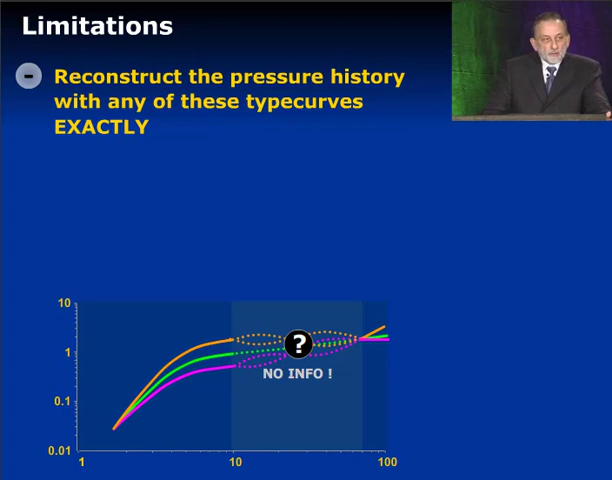 Limitations
-
Reconstruct the pressure history
with any of these typecurves
EXACTLY
10
1
0.1
0.01
?
NO INFO !
1
10
100